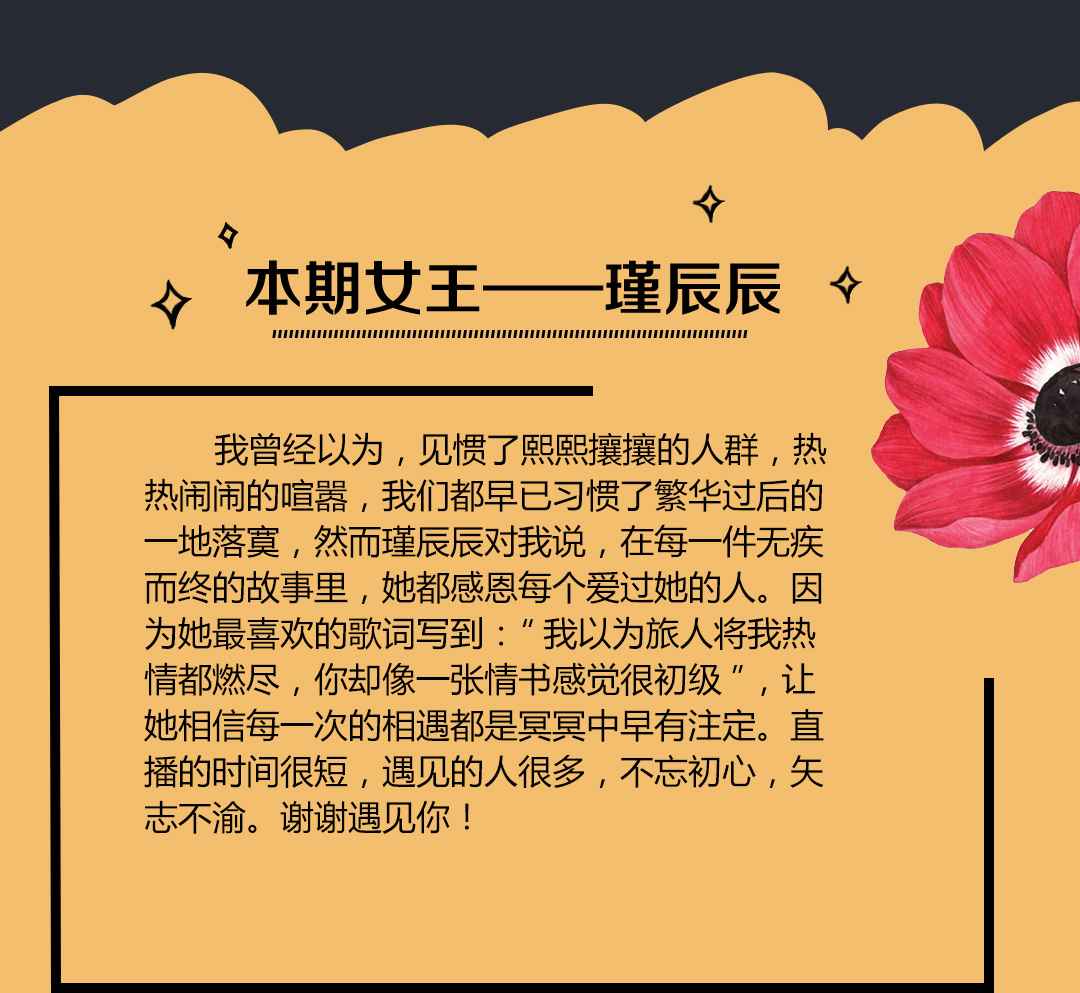 本期女王——瑾辰辰
我曾经以为，见惯了熙熙攘攘的人群，热
热闹闹的喧嚣，我们都早已习惯了繁华过后的
一地落寞，然而瑾辰辰对我说，在每一件无疾
而终的故事里，她都感恩每个爱过她的人。因
为她最喜欢的歌词写到：“我以为旅人将我热
情都燃尽，你却像一张情书感觉很初级”，让
她相信每一次的相遇都是冥冥中早有注定。直
播的时间很短，遇见的人很多，不忘初心，矢
志不渝。谢谢遇见你！